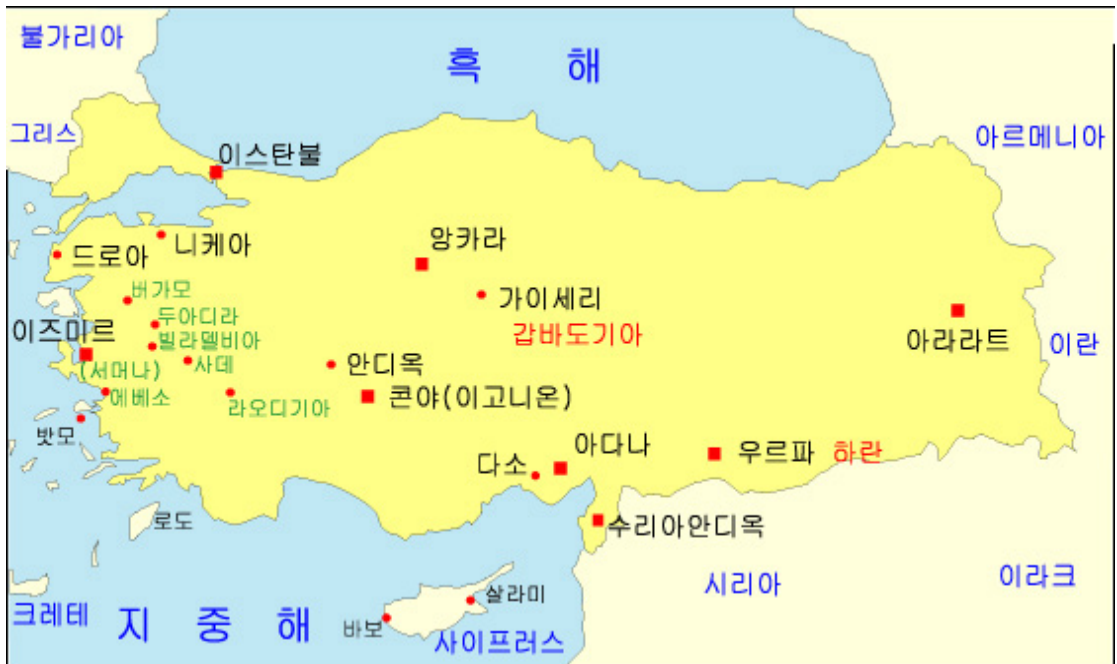 불가리아
흑 해
그리스
아르메니아
이스탄불
니케아
앙카라
드로아
버가모
가이세리
두아디라
이즈미르
빌라델비아
갑바도기아
아라라트
이란
(서머나)
사데
안디옥
에베소
라오디기아
콘야(이고니온)
밧모
아다나
다소
우르파 하란
로도
수리아안디옥
시리아
이라크
살라미
크레테
지 중 해
바보
사이프러스